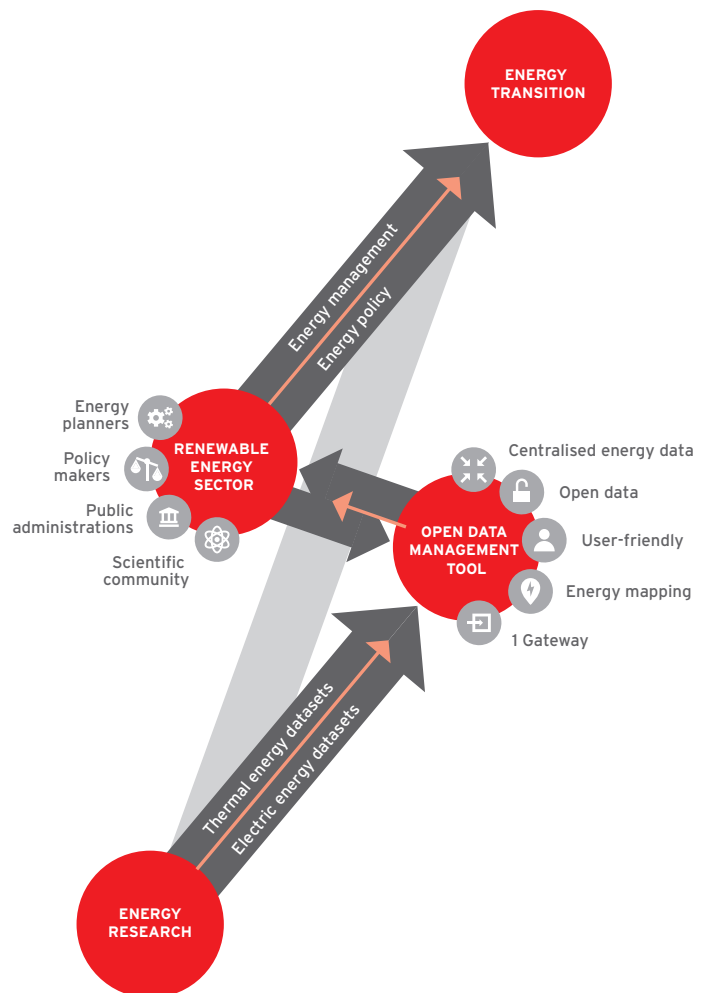 ENERGY
TRANSITION
Energy management
Energy policy
Energy
planners
Policy
makers
Public
administrations
Scientific
community
RENEWABLE
ENERGY
SECTOR
Centralised energy data
Open data
User-friendly
Energy mapping
1 Gateway
OPEN DATA
MANAGEMENT
TOOL
Thermal energy datasets
Electric energy datasets
ENERGY
RESEARCH